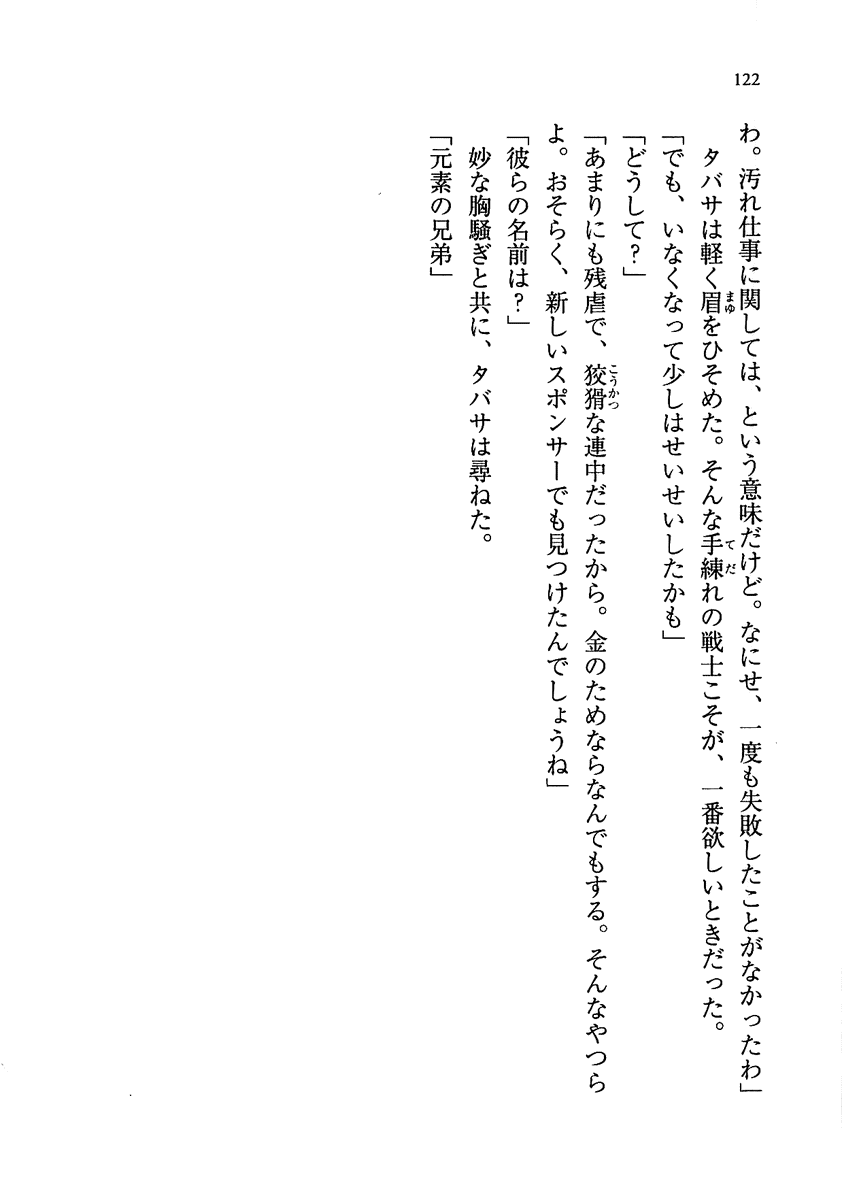 122
わ。汚れ仕事に関しては、という意味だけど。なにせ、一度も失敗したことがなかったわ」
タバサは軽く眉をひそめた。そんな手練れの戦士こそが、一番欲しいときだった。
「でも、いなくなって少しはせいせいしたかも」
「どうして？」
「あまりにも残虐で、狡猾な連中だったから。金のためならなんでもする。そんなやつら
よ。おそらく、新しいスポンサーでも見つけたんでしょうね」
「彼らの名前は？」
妙な胸騒ぎと共に、タバサは尋ねた。
「元素の兄弟」